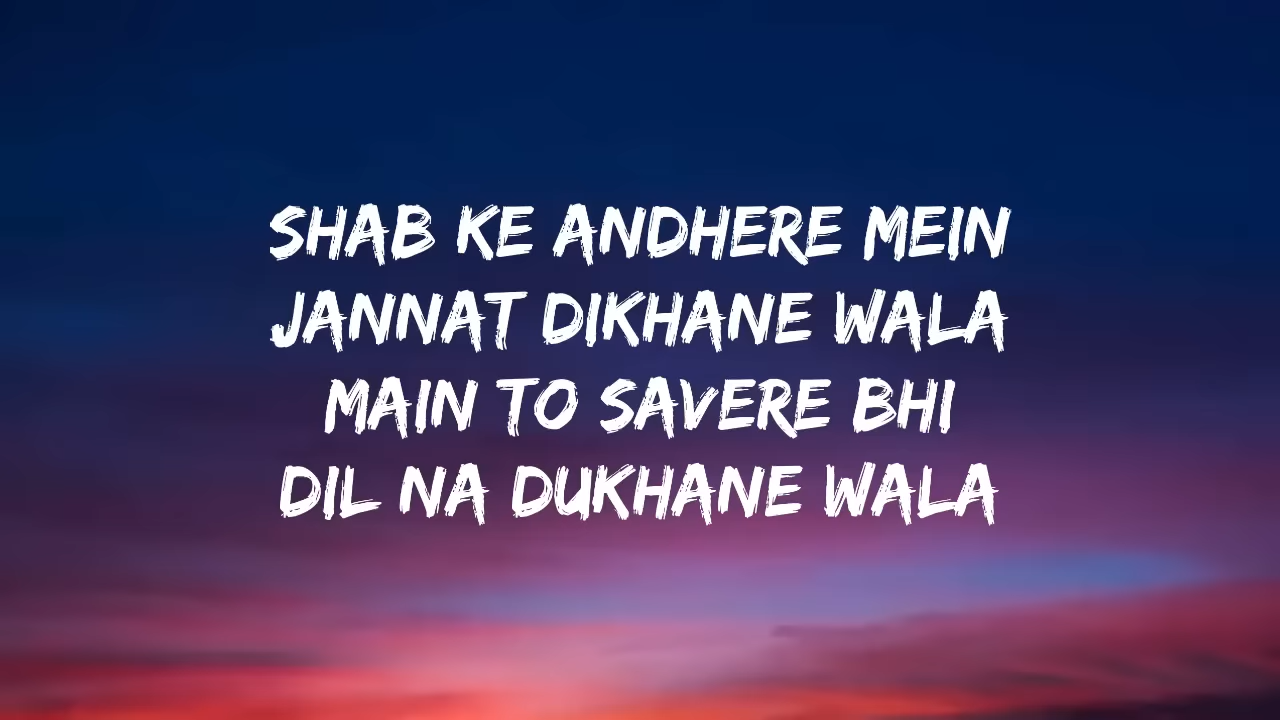 SHAB KE ANDHERE MEIN
JANNAT DIKHANE WALA
MAIN TO SAVERE BHI
DIL NA DUKHANE WALA